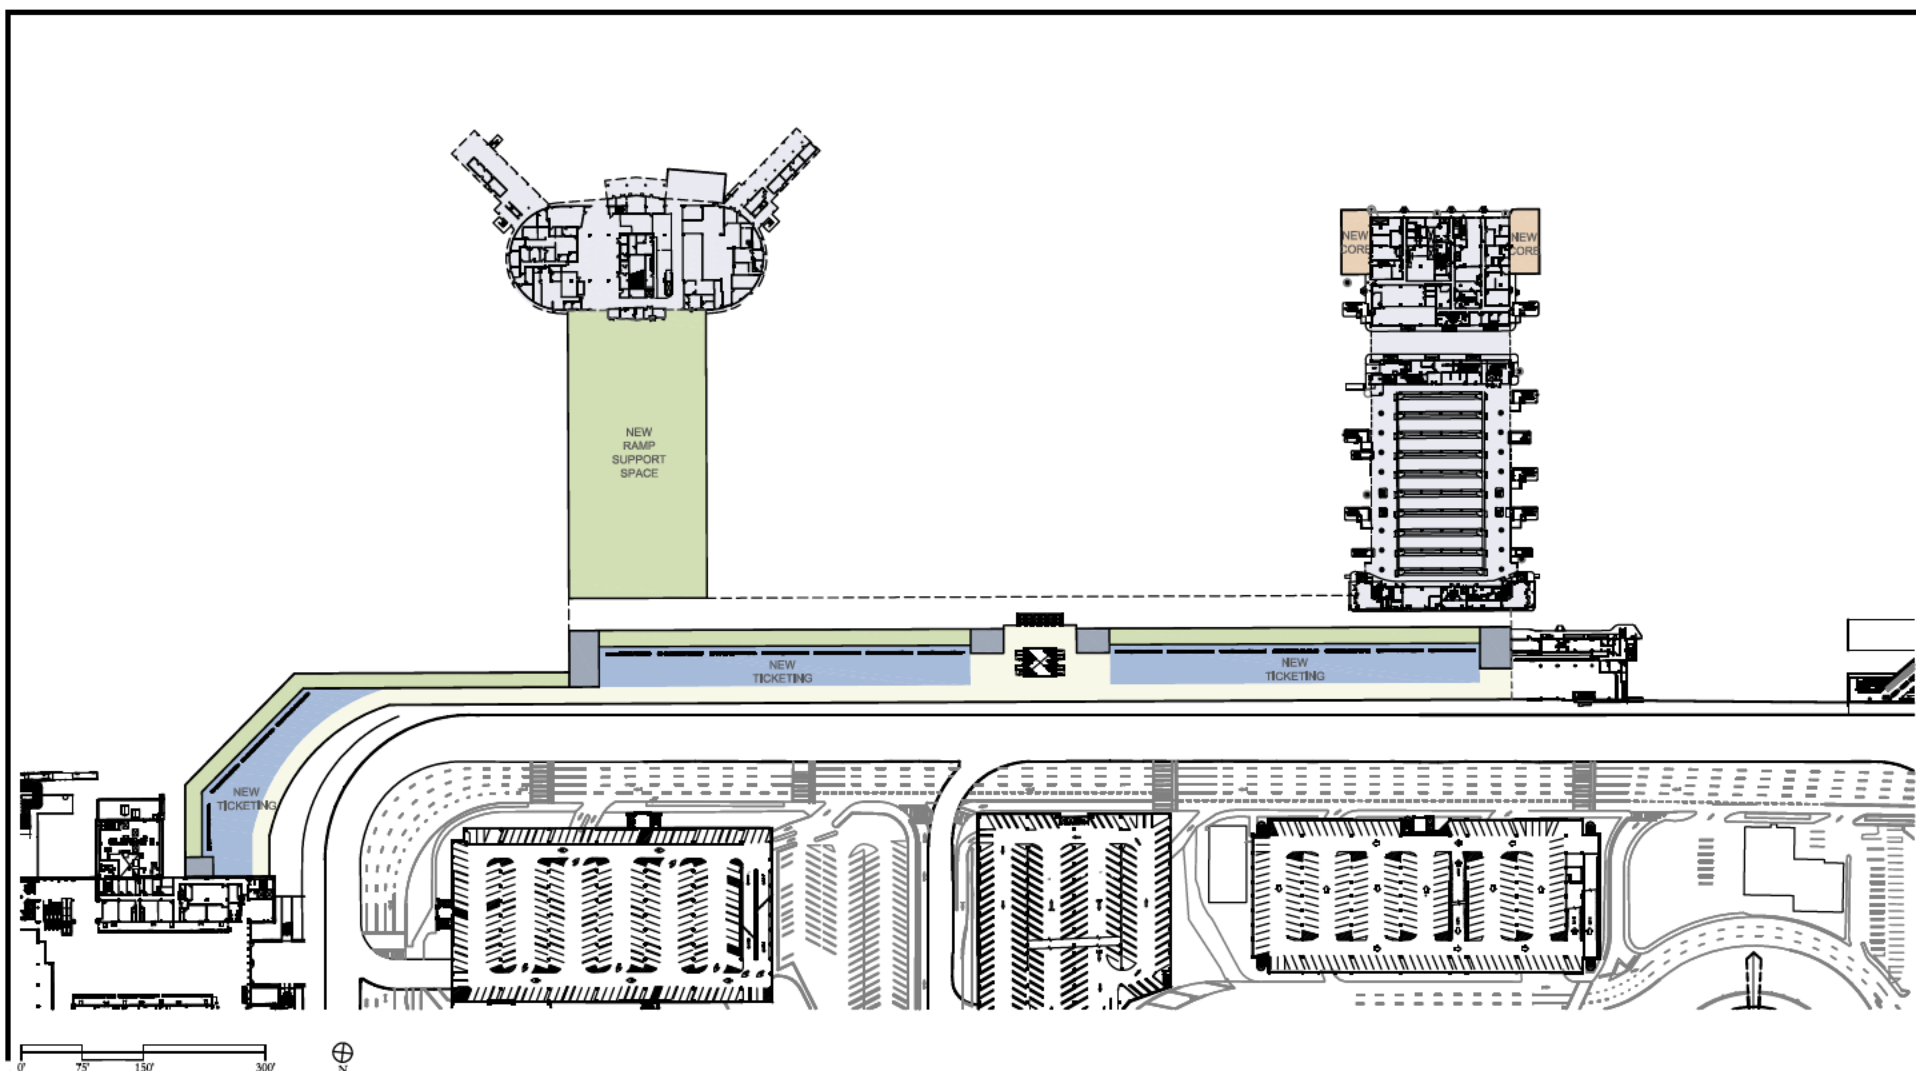 NEW
CORE
NEW
CORE
NEW
RAMP
SUPPORT
SPACE
NEW
TICKETING
NEW
TICKETING
NEW
TICKETING
0'
75'
150'
300'
N